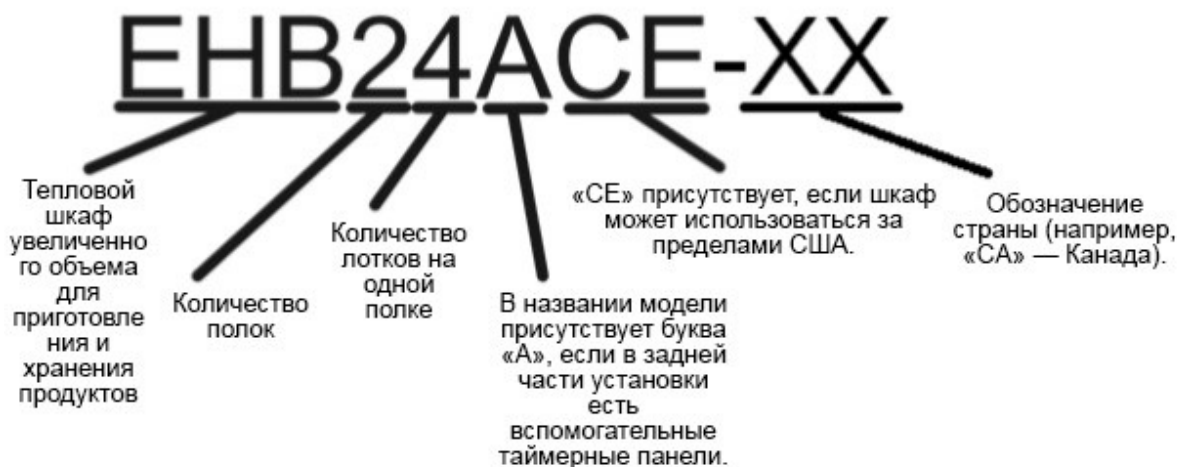 EHB24ACE-XX
Тепловой
шкаф
увеличенно
го объема
для
приготовле
ния и
хранения
продуктов
Количество
полок
Количество
лотков на
одной
полке
В названии модели
присутствует буква
«А», если в задней
части установки
есть
вспомогательные
таймерные панели.
«CE» присутствует, если шкаф
может использоваться за
пределами США.
Обозначение
страны (например,
«CA» — Канада).